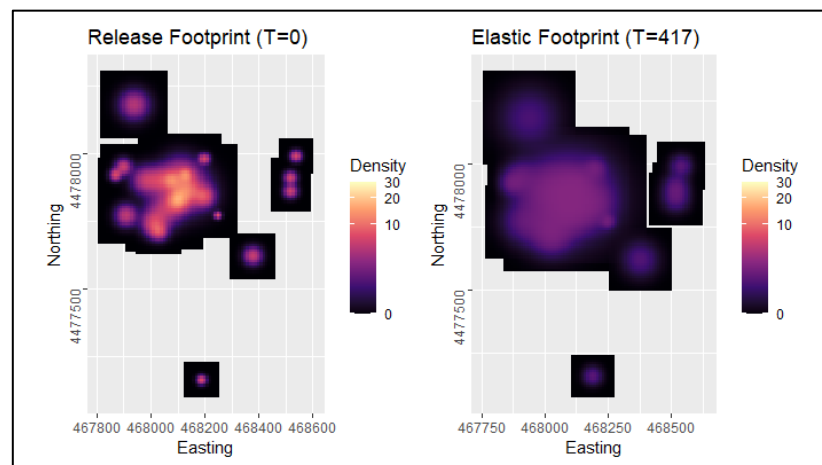 Release Footprint (T=0)
Northing
4478000
4477500
467800 468000 468200 468400 468600
Easting
Density
30
20
10
0
Elastic Footprint (T=417)
Northing
4478000
4477500
467750 468000 468250 468500
Easting
Density
30
20
10
0